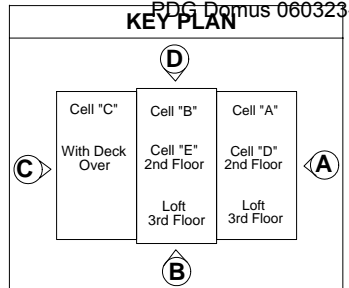 PDG Domus 060323
KEY PLAN
D
Cell "C"
Cell "B"
Cell "A"
With Deck
Over
Cell "E"
2nd Floor
Cell "D"
2nd Floor
C
A
Loft
3rd Floor
Loft
3rd Floor
B